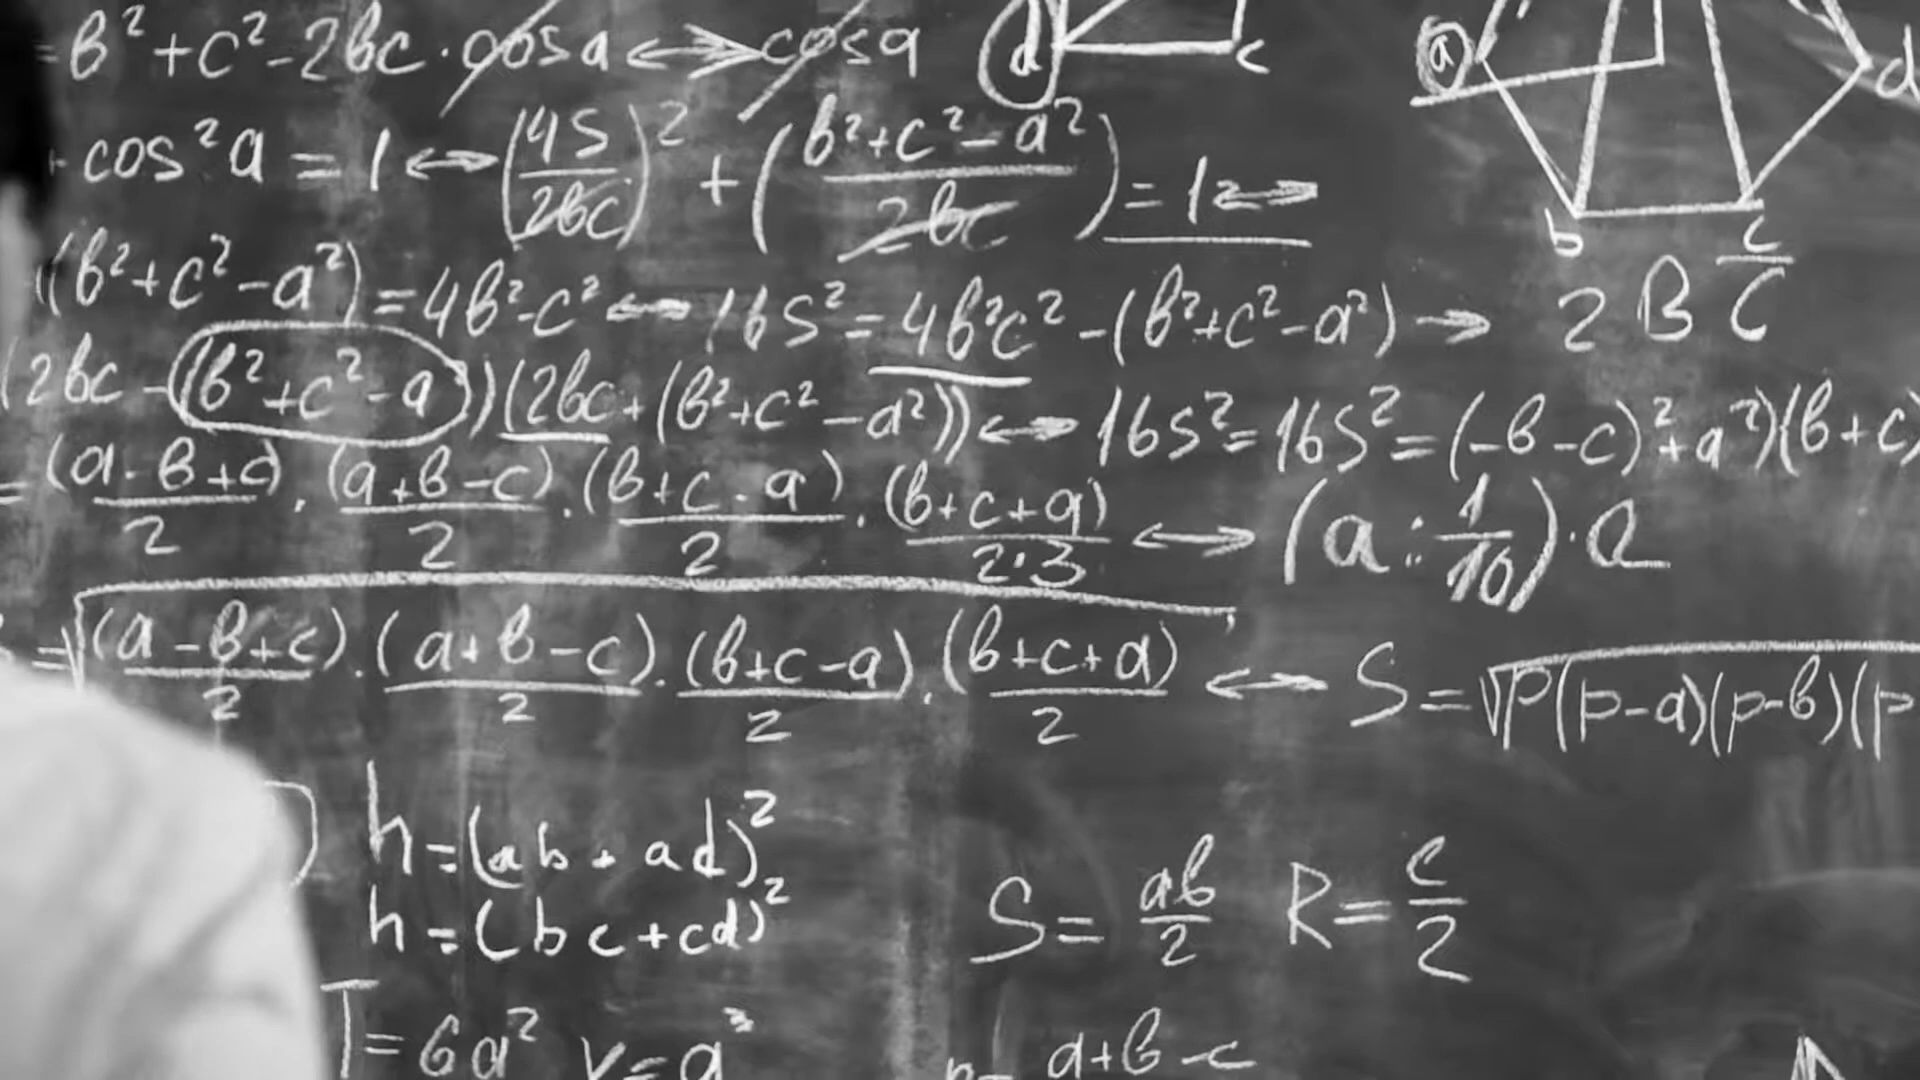 = b² + c² - 2bc · cosa ⟷ cosa
d
c
a
d
b
c
cos²a = 1 ⟷ (4S/2bc)² + (b²+c²-a²/2bc) = 1 ⟷
2 B C/C
(b²+c²-a²) = 4b²-c² ⟷ 16S² = 4b²c² - (b²+c²-a²) →
(2bc - (b²+c²-a))(2bc + (b²+c²-a²)) ⟷ 16S² = 16S² = (-b-c)² + a²)(b+c)
= (a-b+c)/2 · (a+b-c)/2 · (b+c-a)/2 · (b+c+a)/2·3 ⟷ (a : 1/10) · a
= √(a-b+c)/2 · (a+b-c)/2 · (b+c-a)/2 · (b+c+a)/2 ⟷ S = √p(p-a)(p-b)(p
h = (ab + ad)²
h = (bc + cd)²
S = ab/2 R = c/2
T = 6a² V = a³
a+b-c